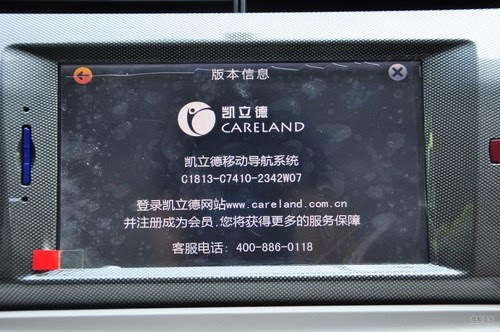 版本信息
凯立德
CARELAND
凯立德移动导航系统
C1813-C7410-2342W07
登录凯立德网站www.careland.com.cn
并注册成为会员,您将获得更多的服务保障
客服电话：400-886-0118